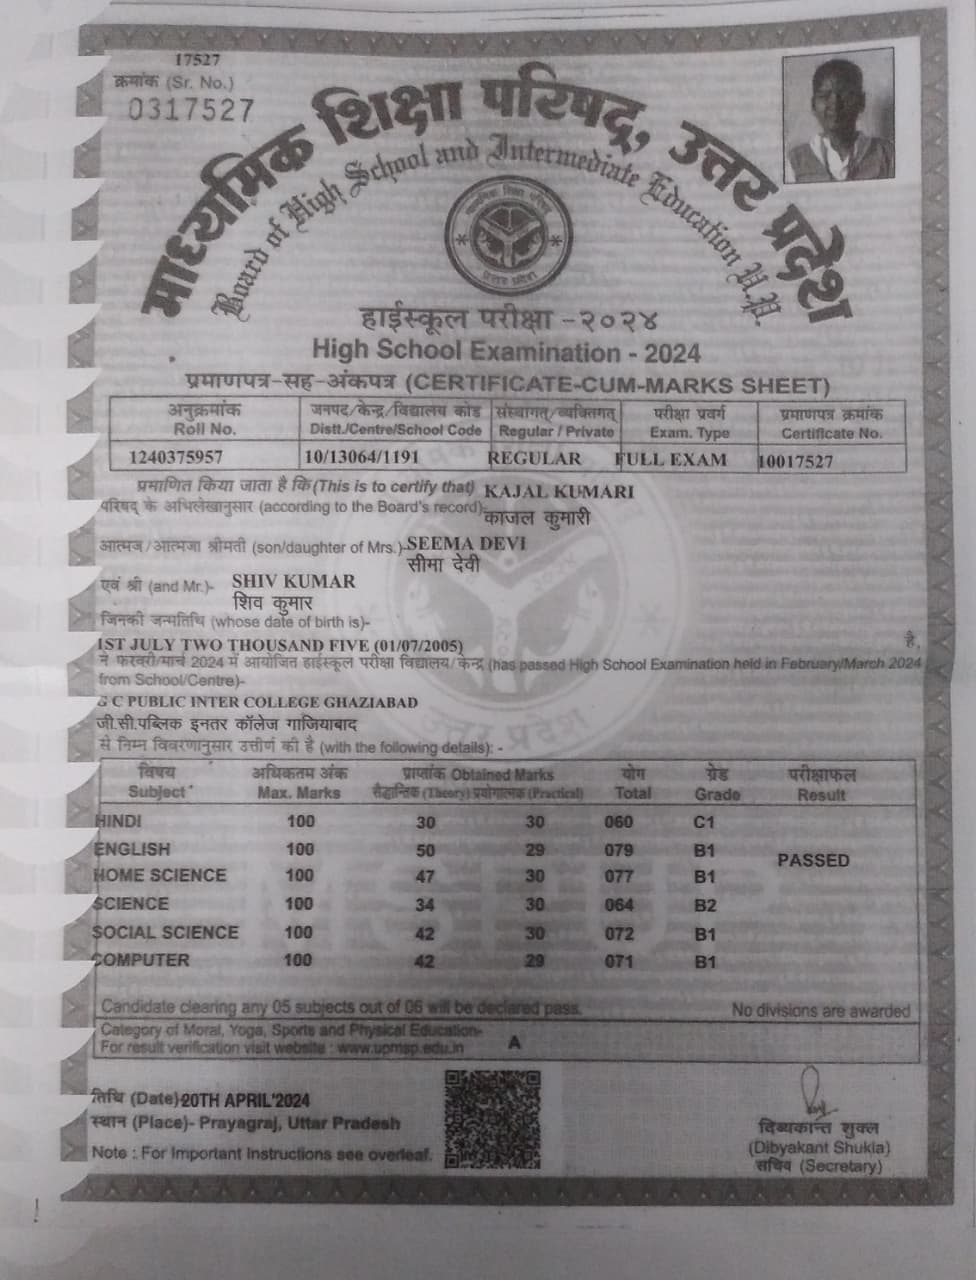 17527
क्रमांक (Sr. No.)
0317527
माध्यमिक शिक्षा परिषद्, उत्तर प्रदेश
Board of High School and Intermediate Education U.P.
माध्यमिक शिक्षा परिषद्
उत्तर प्रदेश
हाईस्कूल परीक्षा -२०२४
High School Examination - 2024
प्रमाणपत्र-सह-अंकपत्र (CERTIFICATE-CUM-MARKS SHEET)
अनुक्रमांक जनपद/केन्द्र/विद्यालय कोड संस्थागत्/व्यक्तिगत् परीक्षा प्रवर्ग प्रमाणपत्र क्रमांक
Roll No. Distt./Centre/School Code Regular / Private Exam. Type Certificate No.
1240375957 10/13064/1191 REGULAR FULL EXAM 10017527
प्रमाणित किया जाता है कि (This is to certify that) KAJAL KUMARI
परिषद् के अभिलेखानुसार (according to the Board's record)- काजल कुमारी
आत्मज/आत्मजा श्रीमती (son/daughter of Mrs.)- SEEMA DEVI
सीमा देवी
एवं श्री (and Mr.)- SHIV KUMAR
शिव कुमार
जिनकी जन्मतिथि (whose date of birth is)-
1ST JULY TWO THOUSAND FIVE (01/07/2005) है,
ने फरवरी/मार्च 2024 में आयोजित हाईस्कूल परीक्षा विद्यालय/केन्द्र (has passed High School Examination held in February/March 2024
from School/Centre)-
G C PUBLIC INTER COLLEGE GHAZIABAD
जी.सी.पब्लिक इनतर कॉलेज गाजियाबाद
से निम्न विवरणानुसार उत्तीर्ण की है (with the following details): -
विषय अधिकतम अंक प्राप्तांक Obtained Marks योग ग्रेड परीक्षाफल
Subject Max. Marks सैद्धान्तिक (Theory) प्रयोगात्मक (Practical) Total Grade Result
HINDI 100 30 30 060 C1
ENGLISH 100 50 29 079 B1 PASSED
HOME SCIENCE 100 47 30 077 B1
SCIENCE 100 34 30 064 B2
SOCIAL SCIENCE 100 42 30 072 B1
COMPUTER 100 42 29 071 B1
Candidate clearing any 05 subjects out of 06 will be declared pass. No divisions are awarded
Category of Moral, Yoga, Sports and Physical Education- A
For result verification visit website : www.upmsp.edu.in
तिथि (Date)-20TH APRIL'2024
स्थान (Place)- Prayagraj, Uttar Pradesh
Note : For Important Instructions see overleaf.
दिब्यकान्त शुक्ल
(Dibyakant Shukla)
सचिव (Secretary)